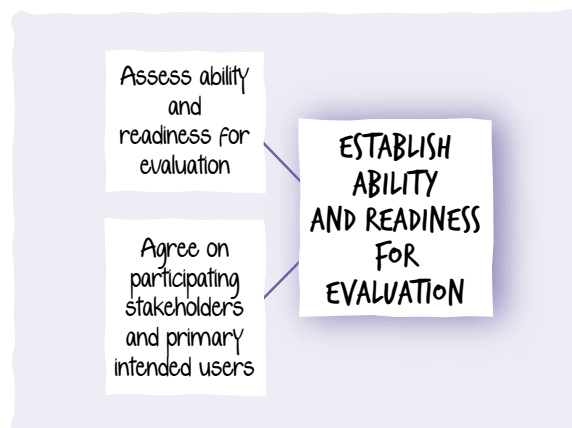 Assess ability
and
readiness for
evaluation
Agree on
participating
stakeholders
and primary
intended users
ESTABLISH
ABILITY
AND READINESS
FOR
EVALUATION